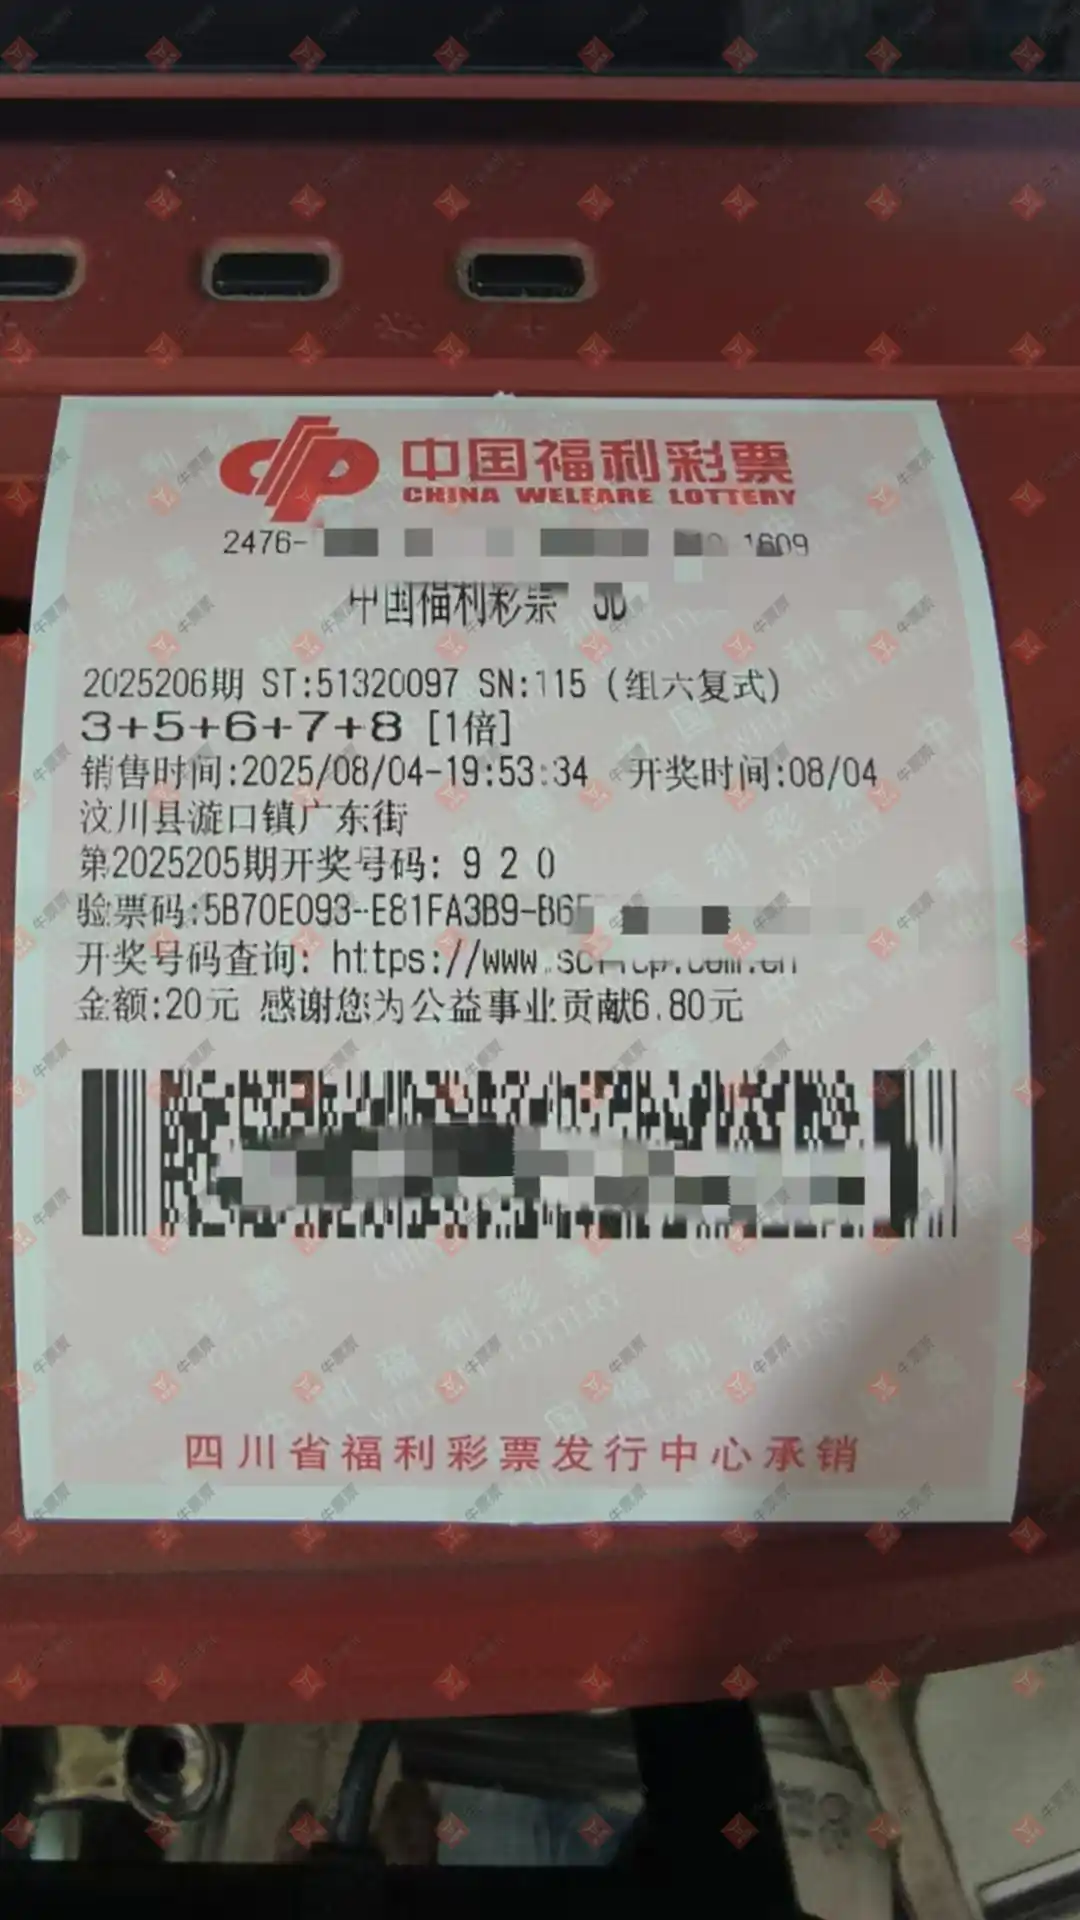 中国福利彩票
CHINA WELFARE LOTTERY
2476- 1609
中国福利彩票 3D
2025206期 ST:51320097 SN:115 (组六复式)
3+5+6+7+8 [1倍]
销售时间:2025/08/04-19:53:34 开奖时间:08/04
汶川县漩口镇广东街
第2025205期开奖号码: 9 2 0
验票码:5B70E093-E81FA3B9-B6
开奖号码查询: https://www.
金额:20元 感谢您为公益事业贡献6.80元
四川省福利彩票发行中心承销